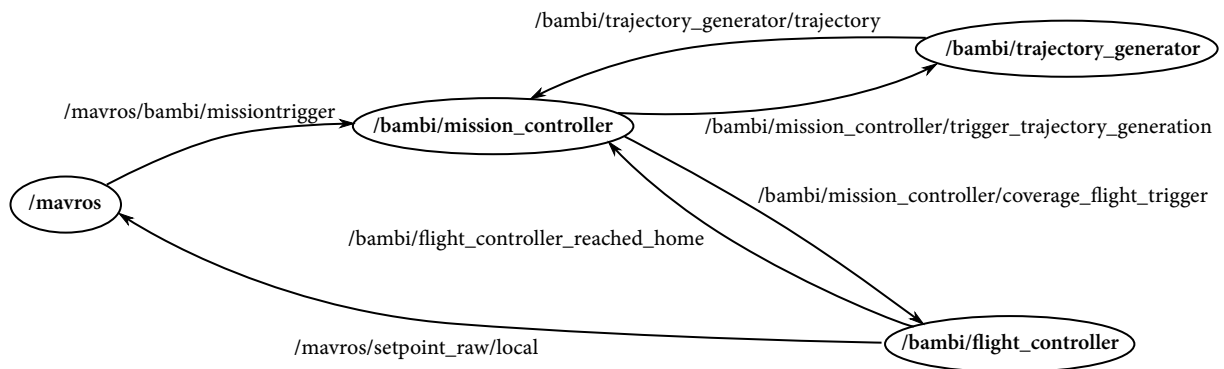 /bambi/trajectory_generator/trajectory
/bambi/trajectory_generator
/mavros/bambi/missiontrigger
/bambi/mission_controller
/bambi/mission_controller/trigger_trajectory_generation
/mavros
/bambi/mission_controller/coverage_flight_trigger
/bambi/flight_controller_reached_home
/mavros/setpoint_raw/local
/bambi/flight_controller